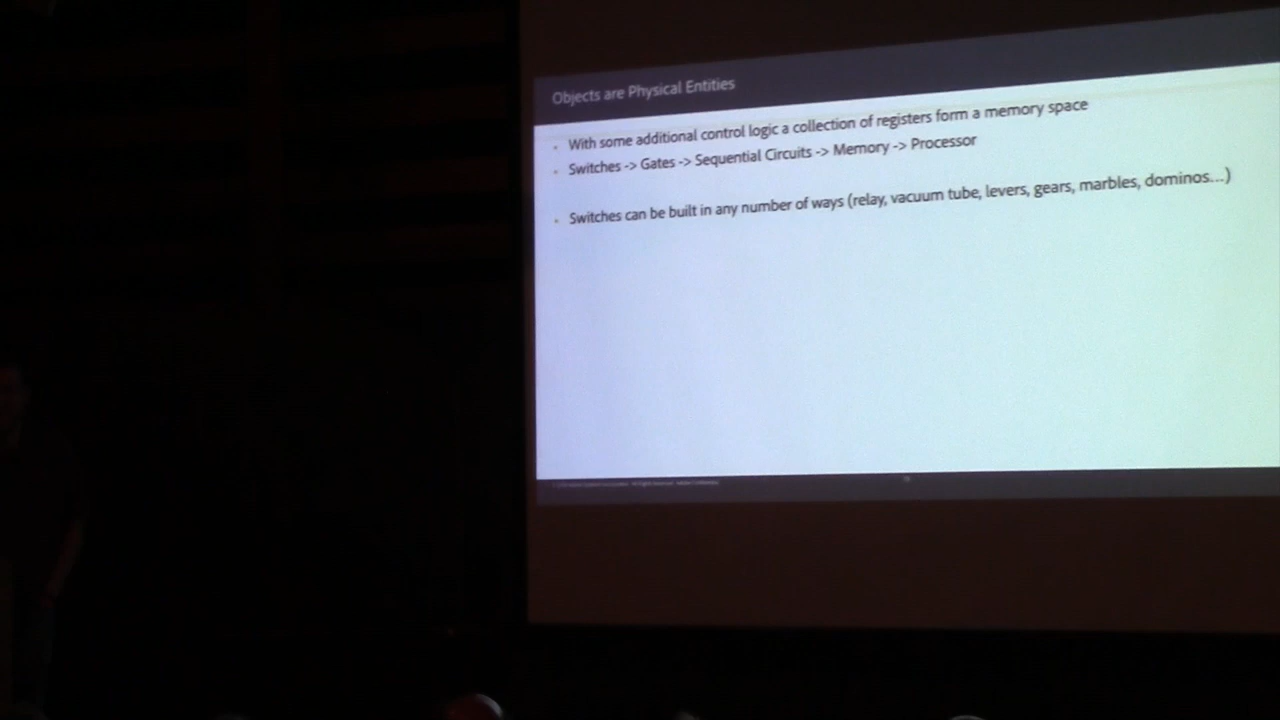 Objects are Physical Entities
With some additional control logic a collection of registers form a memory space
Switches -> Gates -> Sequential Circuits -> Memory -> Processor
Switches can be built in any number of ways (relay, vacuum tube, levers, gears, marbles, dominos...)